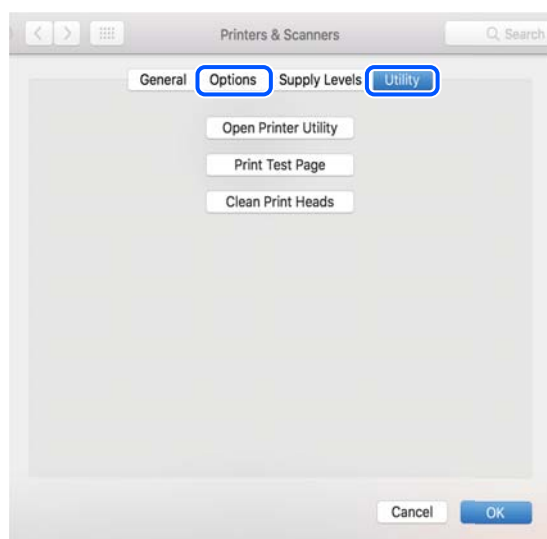 Printers & Scanners Search
General Options Supply Levels Utility
Open Printer Utility
Print Test Page
Clean Print Heads
Cancel OK